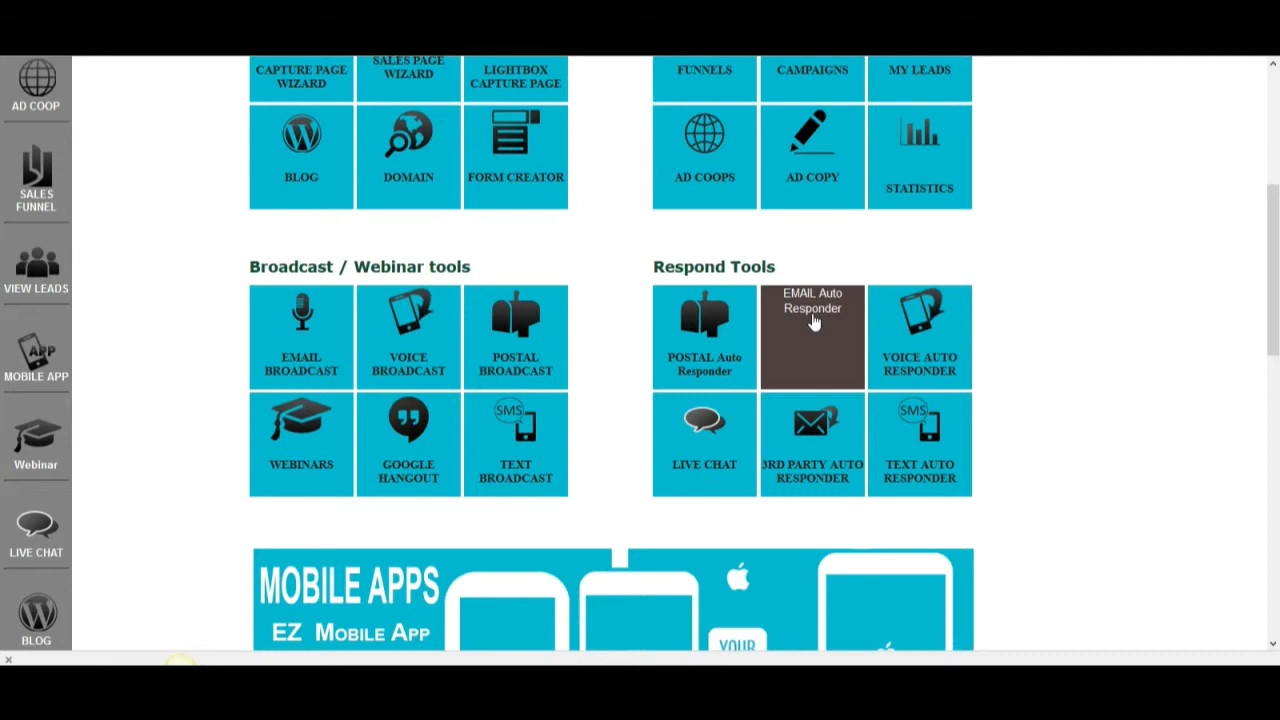 AD COOP
SALES
FUNNEL
VIEW LEADS
APP
MOBILE APP
Webinar
LIVE CHAT
BLOG
CAPTURE PAGE
WIZARD
SALES PAGE
WIZARD
LIGHTBOX
CAPTURE PAGE
FUNNELS
CAMPAIGNS
MY LEADS
BLOG
DOMAIN
FORM CREATOR
AD COOPS
AD COPY
STATISTICS
Broadcast / Webinar tools
EMAIL
BROADCAST
VOICE
BROADCAST
POSTAL
BROADCAST
WEBINARS
GOOGLE
HANGOUT
SMS
TEXT
BROADCAST
Respond Tools
POSTAL Auto
Responder
EMAIL Auto
Responder
VOICE AUTO
RESPONDER
LIVE CHAT
3RD PARTY AUTO
RESPONDER
SMS
TEXT AUTO
RESPONDER
MOBILE APPS
EZ Mobile App
YOUR